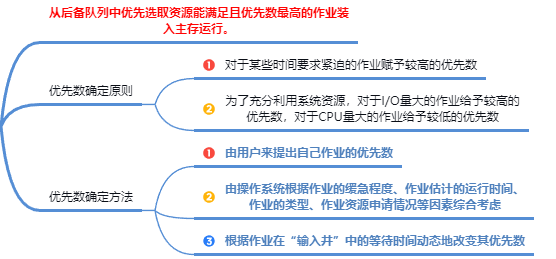 从后备队列中优先选取资源能满足且优先数最高的作业装
入主存运行。
优先数确定原则
1 对于某些时间要求紧迫的作业赋予较高的优先数
2 为了充分利用系统资源，对于I/O量大的作业给予较高的
优先数，对于CPU量大的作业给予较低的优先数
优先数确定方法
1 由用户来提出自己作业的优先数
2 由操作系统根据作业的缓急程度、作业估计的运行时间、
作业的类型、作业资源申请情况等因素综合考虑
3 根据作业在“输入井”中的等待时间动态地改变其优先数